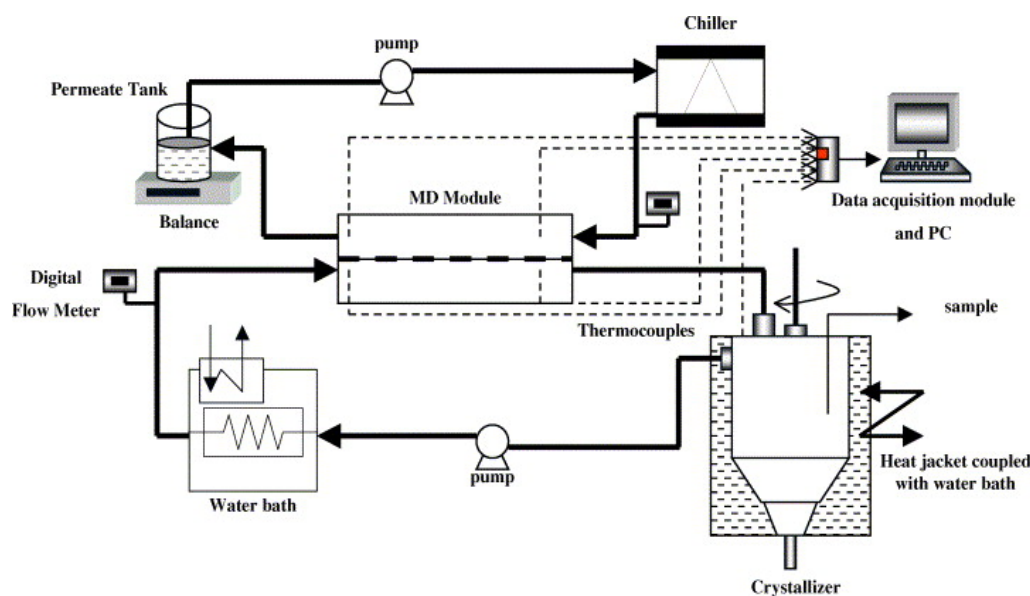 Chiller
pump
Permeate Tank
MD Module
Balance
Data acquisition module
and PC
Digital
Flow Meter
Thermocouples
sample
Heat jacket coupled
with water bath
pump
Water bath
Crystallizer